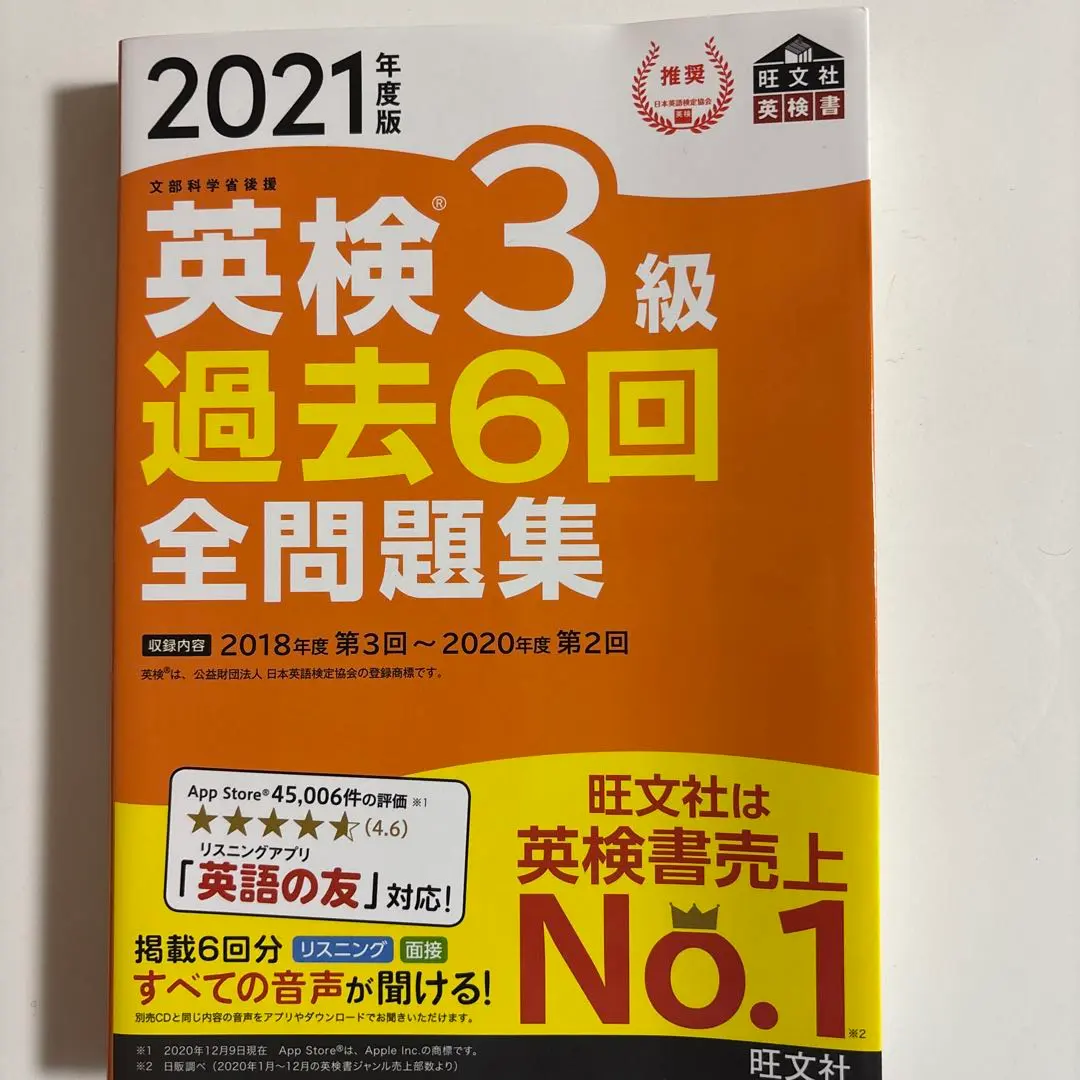 2021年度版
推奨
日本英語検定協会
英検
旺文社
英検書
文部科学省後援
英検®3級
過去6回
全問題集
収録内容 2018年度 第3回～2020年度 第2回
英検®は、公益財団法人 日本英語検定協会の登録商標です。
App Store® 45,006件の評価 ※1
★★★★⯪(4.6)
リスニングアプリ
「英語の友」対応!
掲載6回分 リスニング 面接
すべての音声が聞ける!
別売CDと同じ内容の音声をアプリやダウンロードでお聞きいただけます。
旺文社は
英検書売上
No.1※2
※1 2020年12月9日現在 App Store®は、Apple Inc.の商標です。
※2 日販調べ（2020年1月～12月の英検書ジャンル売上部数より）
旺文社